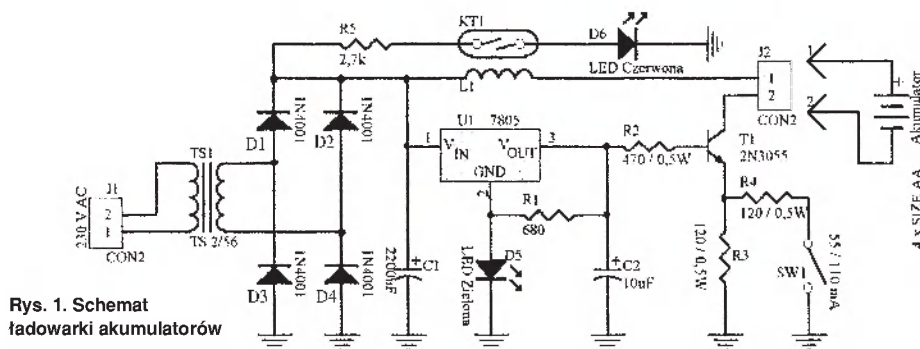 R5
2,7k
KT1
D6
LED Czerwona
J2
1
2
CON2
1
2
+
Akumulator
4 x SIZE AA
L1
1N4001
1N4001
D1
D2
U1 7805
1
VIN
VOUT
3
GND
2
R2
470 / 0,5W
T1
2N3055
R4
120 / 0,5W
R1
680
230 V AC
J1
2
1
CON2
TS1
TS 2/56
1N4001
1N4001
D3
D4
+
C1
LED Zielona
D5
+
C2
10uF
120 / 0,5W
R3
SW1
55 / 110 mA
Rys. 1. Schemat
ładowarki akumulatorów